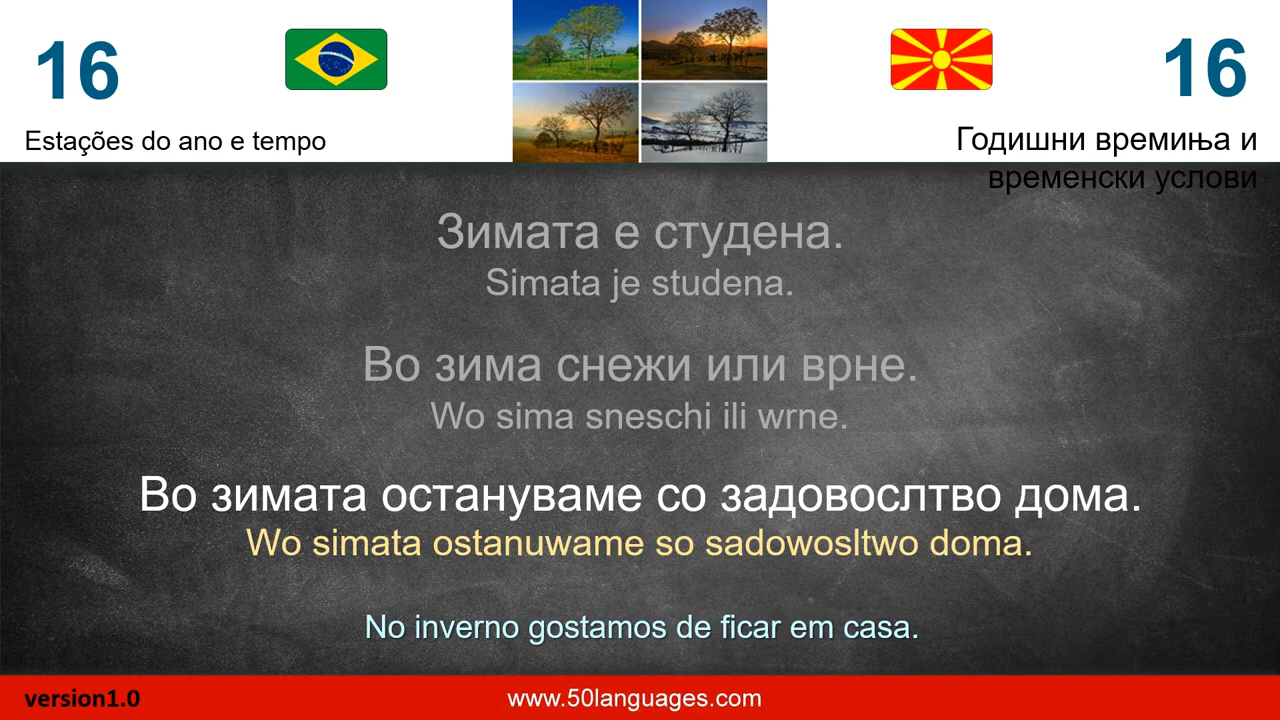 16
16
Estações do ano e tempo
Годишни времиња и
временски услови
Зимата е студена.
Simata je studena.
Во зима снежи или врне.
Wo sima sneschi ili wrne.
Во зимата остануваме со задовослтво дома.
Wo simata ostanuwame so sadowosltwo doma.
No inverno gostamos de ficar em casa.
version1.0
www.50languages.com